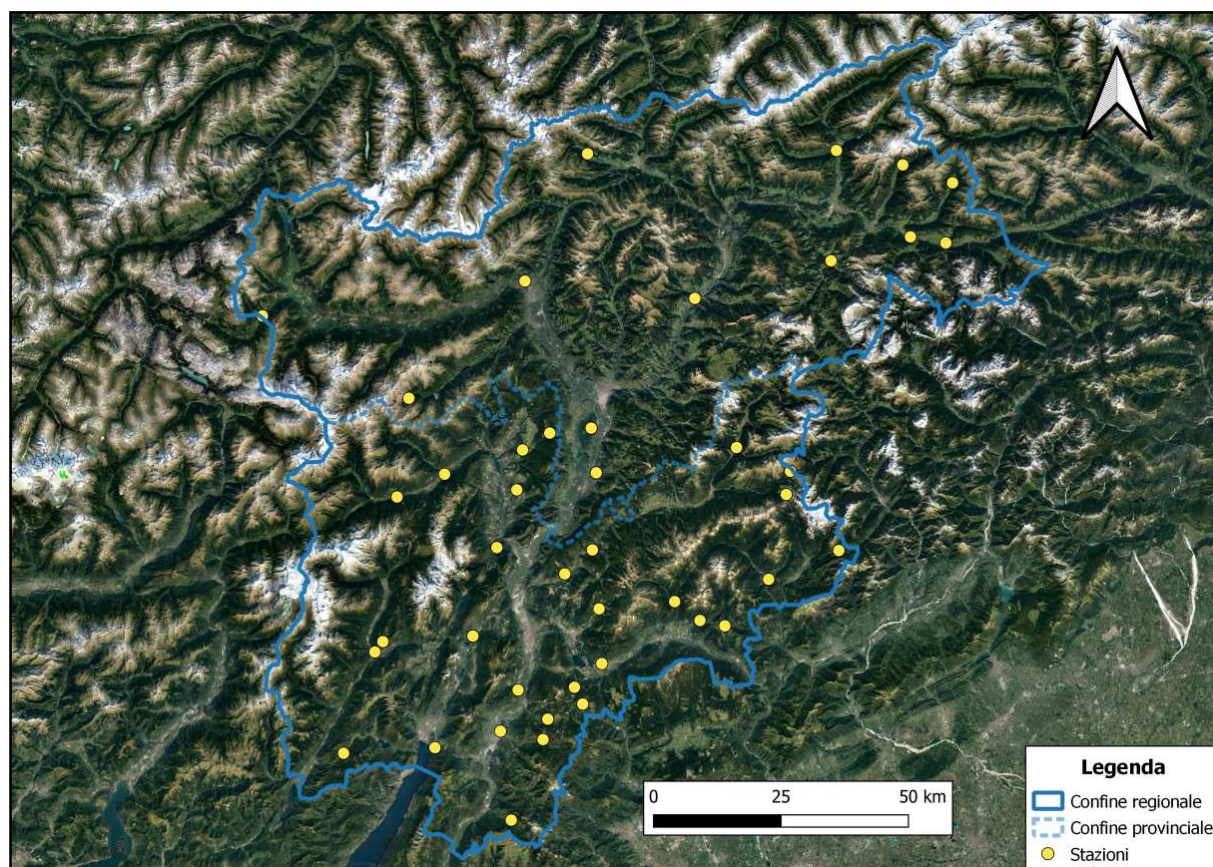 0 25 50 km
Legenda
Confine regionale
Confine provinciale
Stazioni